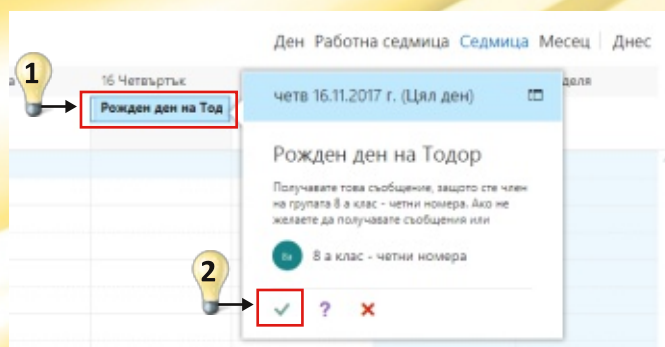 Ден Работна седмица Седмица Месец Днес
1
16 Четвъртък
Рожден ден на Тод
четв 16.11.2017 г. (Цял ден)
Рожден ден на Тодор
Получавате това съобщение, защото сте член
на групата 8 а клас - четни номера. Ако не
желаете да получавате съобщения или
8а
8 а клас - четни номера
2
?